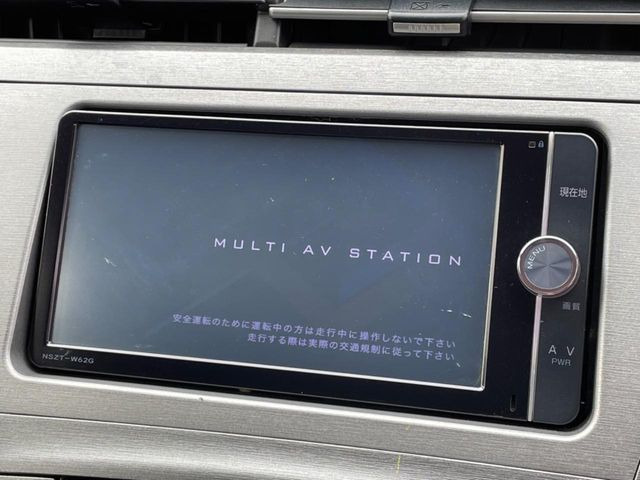 MULTI AV STATION
安全運転のために運転中の方は走行中に操作しないで下さい
走行する際は実際の交通規制に従って下さい
NSZT-W62G
現在地
MENU
画質
A V
PWR